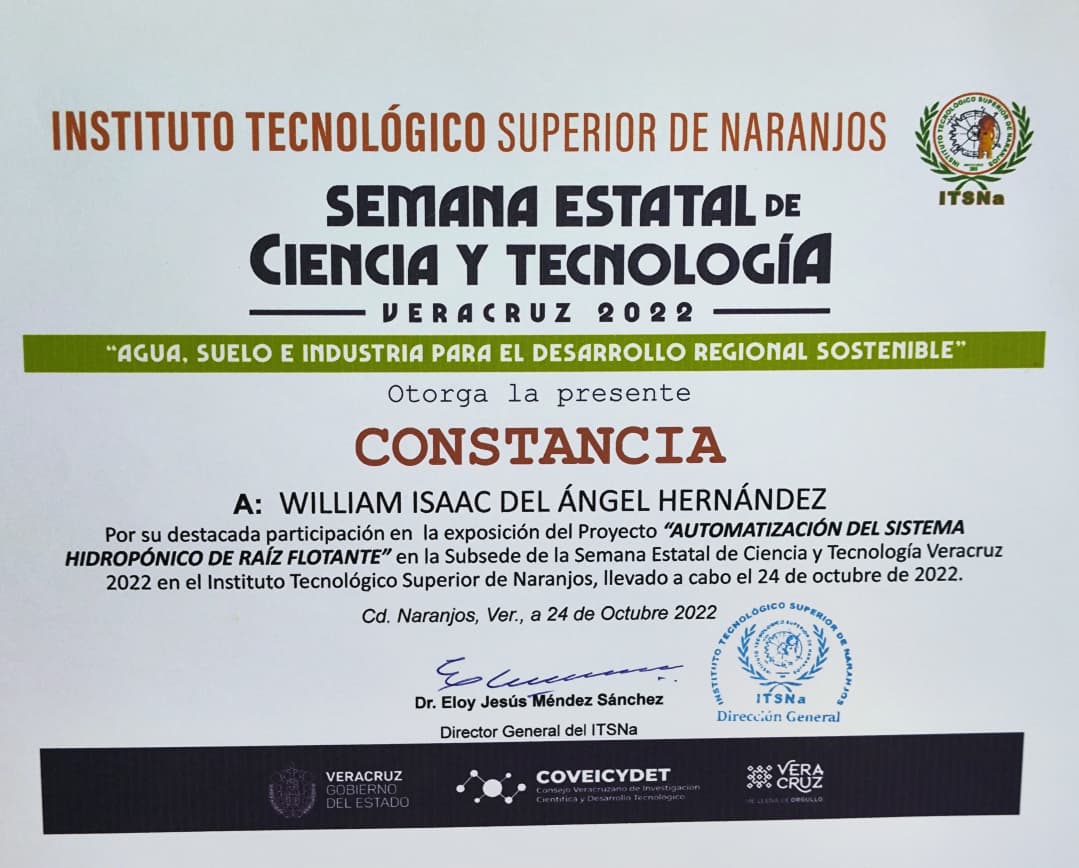 INSTITUTO TECNOLÓGICO SUPERIOR DE NARANJOS
INSTITUTO TECNOLÓGICO SUPERIOR DE NARANJOS
ITSNa
SEMANA ESTATAL DE
CIENCIA Y TECNOLOGÍA
VERACRUZ 2022
“AGUA, SUELO E INDUSTRIA PARA EL DESARROLLO REGIONAL SOSTENIBLE”
Otorga la presente
CONSTANCIA
A: WILLIAM ISAAC DEL ÁNGEL HERNÁNDEZ
Por su destacada participación en la exposición del Proyecto “AUTOMATIZACIÓN DEL SISTEMA
HIDROPÓNICO DE RAÍZ FLOTANTE” en la Subsede de la Semana Estatal de Ciencia y Tecnología Veracruz
2022 en el Instituto Tecnológico Superior de Naranjos, llevado a cabo el 24 de octubre de 2022.
Cd. Naranjos, Ver., a 24 de Octubre 2022
INSTITUTO TECNOLÓGICO SUPERIOR DE NARANJOS
ITSNa
Dirección General
Dr. Eloy Jesús Méndez Sánchez
Director General del ITSNa
VERACRUZ
GOBIERNO
DEL ESTADO
COVEICYDET
Consejo Veracruzano de Investigación
Científica y Desarrollo Tecnológico
VERA
CRUZ
ME LLENA DE ORGULLO